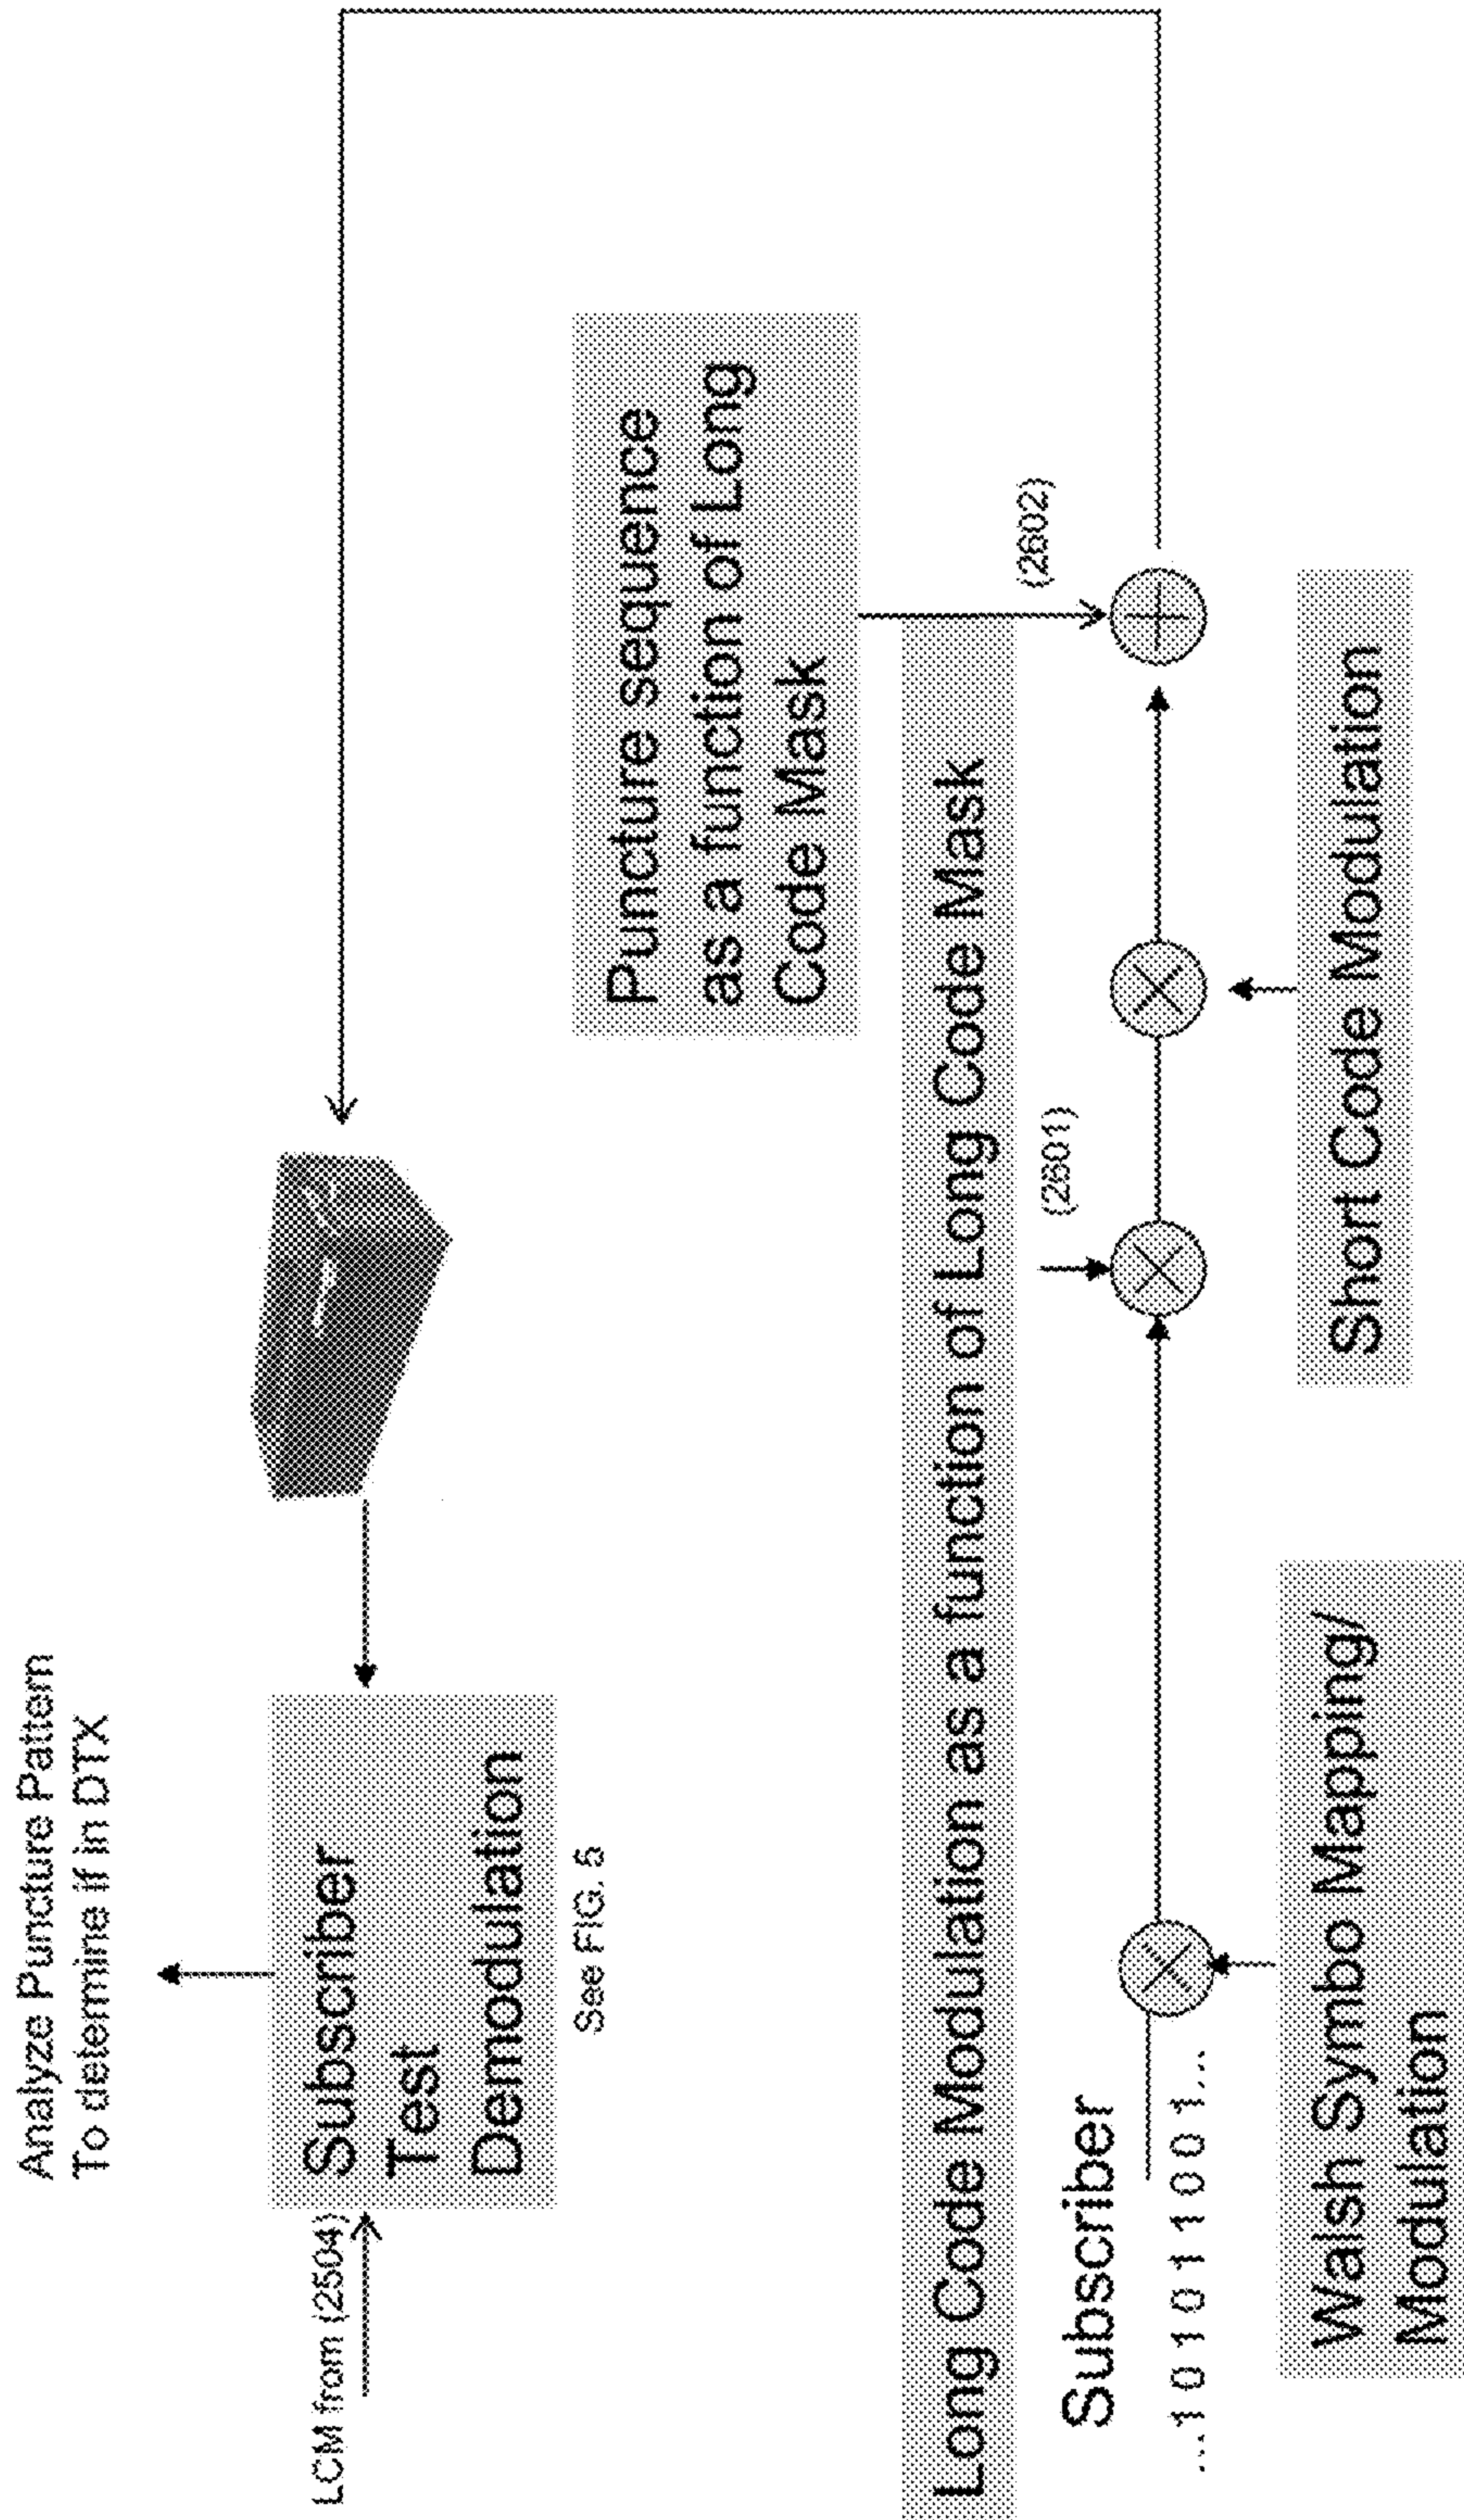 Analyze Puncture Pattern
To determine if in DTX
LCM from (2504)
Subscriber
Test
Demodulation
See FIG. 5
Puncture sequence
as a function of Long
Code Mask
Long Code Modulation as a function of Long Code Mask
(2601)
(2602)
Subscriber
...1 0 1 0 1 1 0 0 1...
Walsh Symbo Mapping/
Modulation
Short Code Modulation